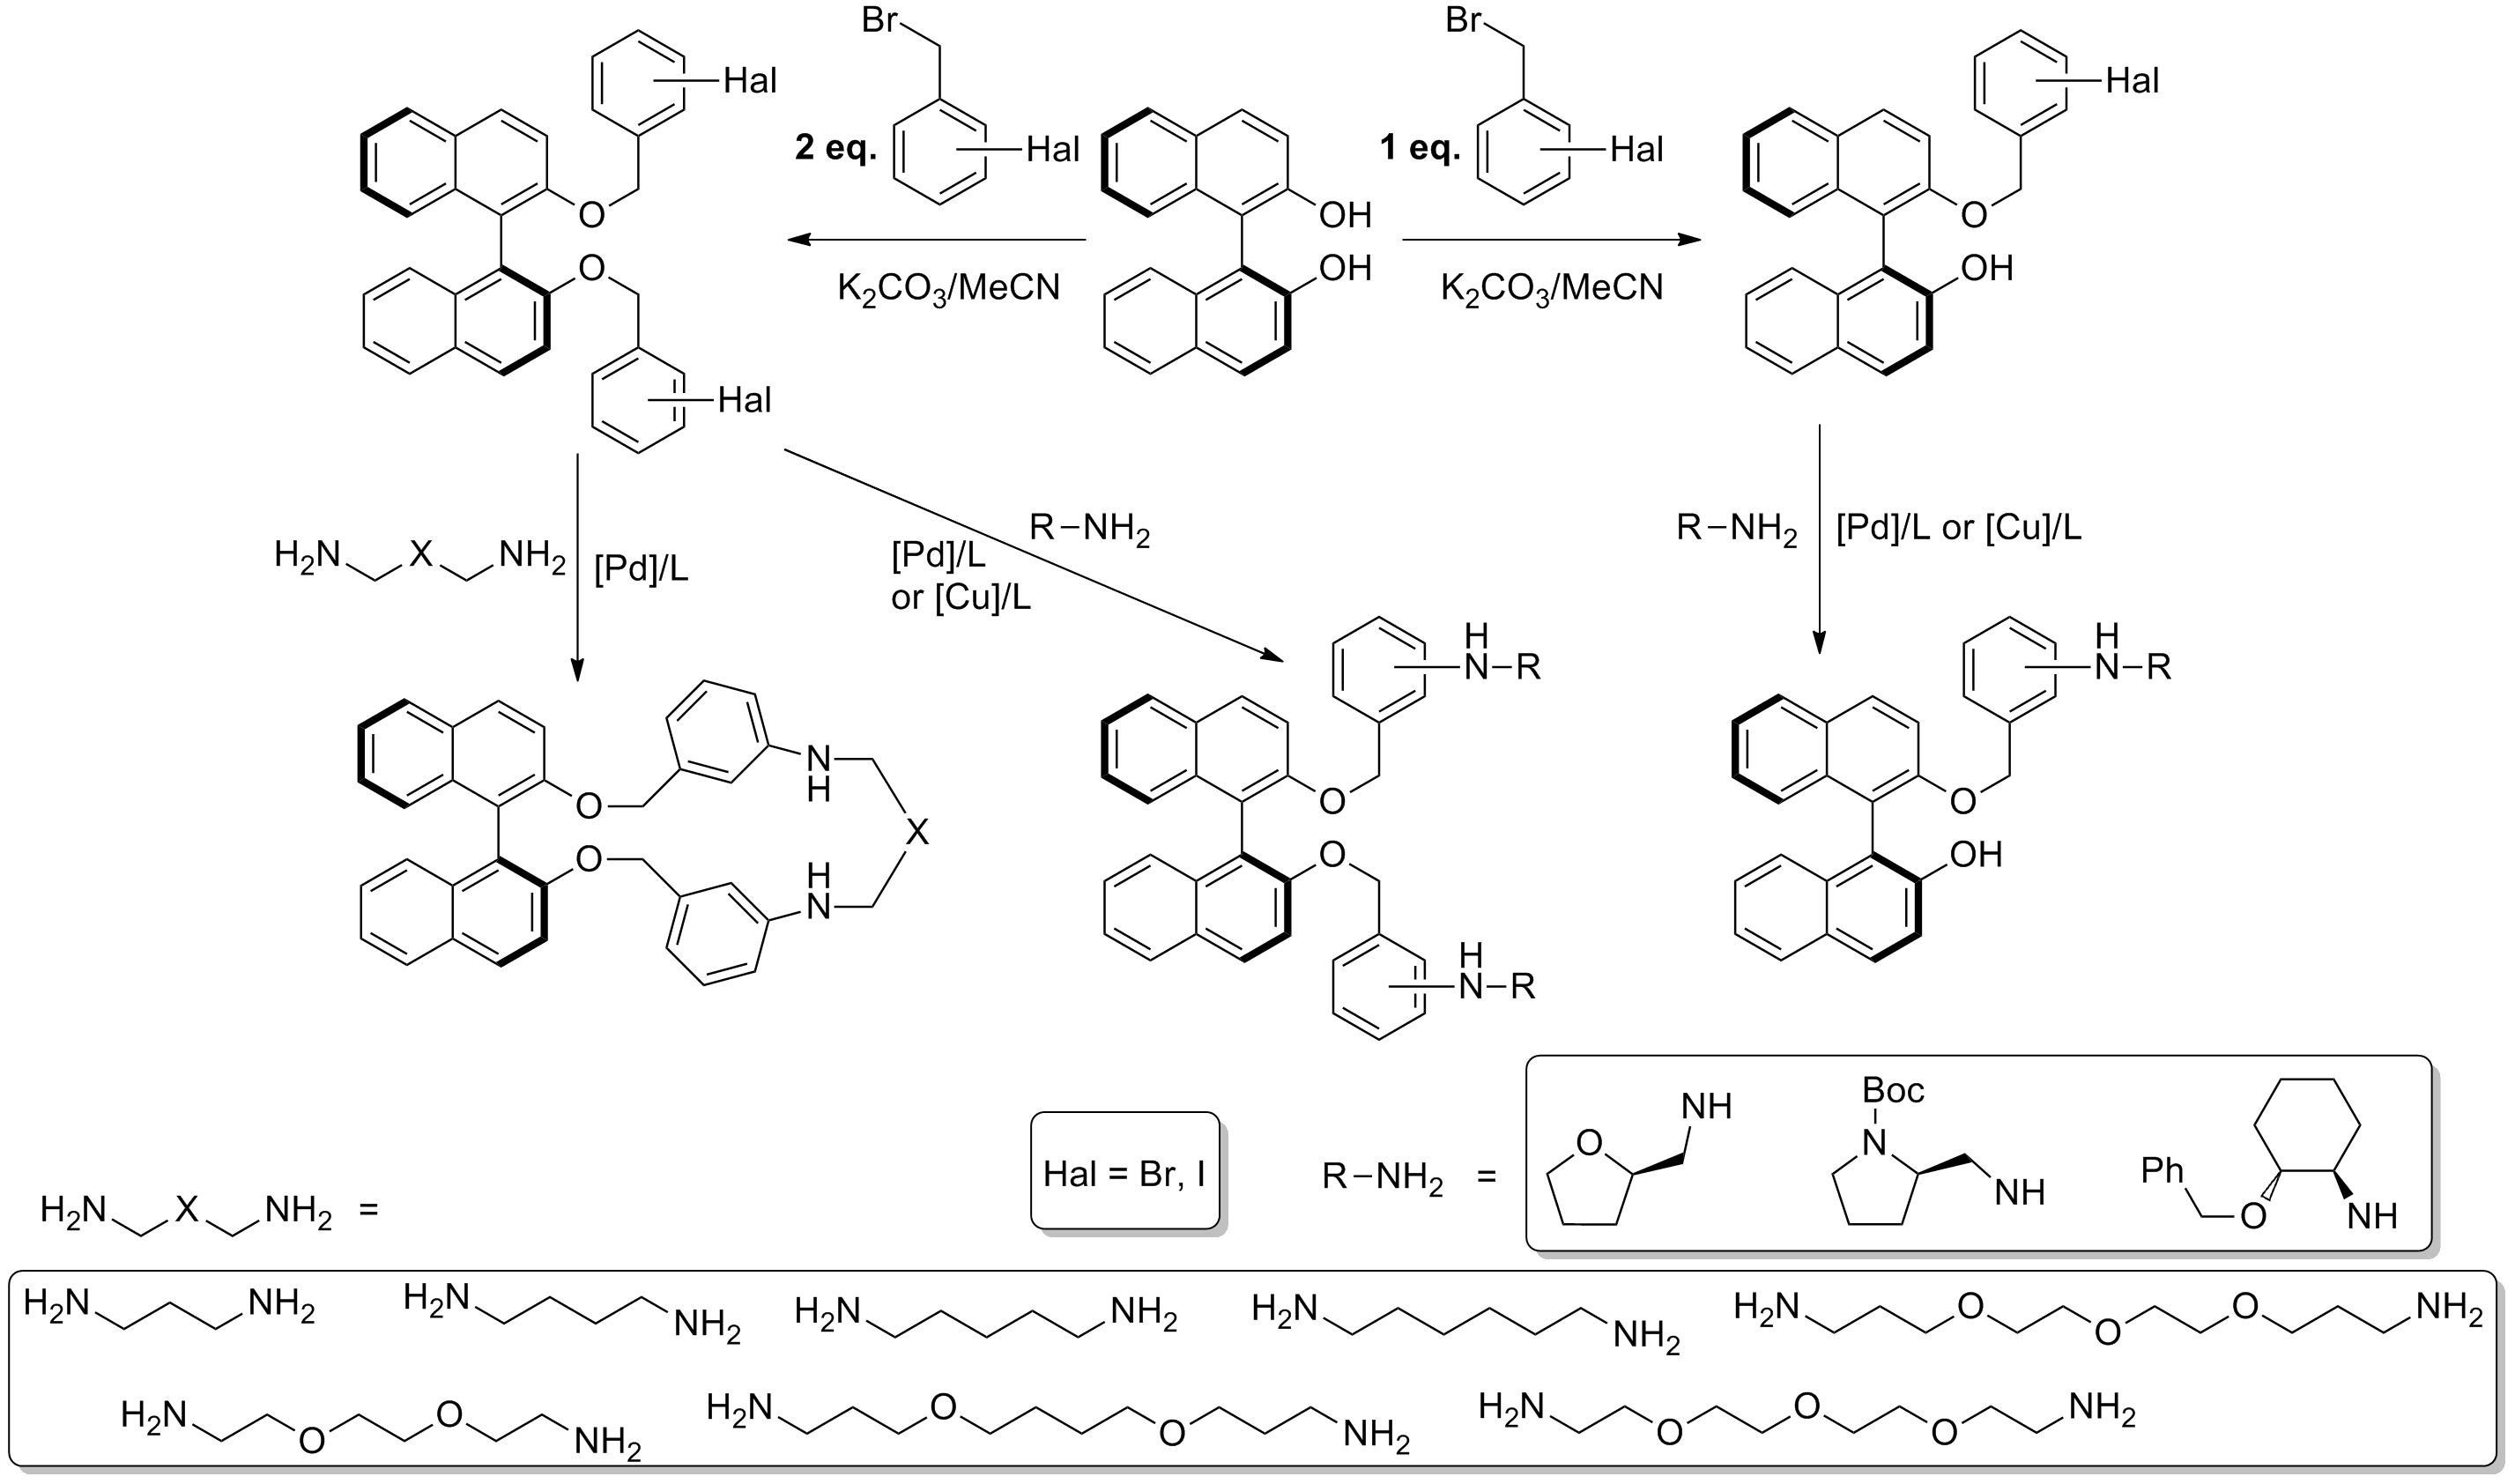 Br
Br
Hal
Hal
2 eq.
Hal
1 eq.
Hal
O
OH
O
O
OH
OH
K2CO3/MeCN
K2CO3/MeCN
Hal
R–NH2
R–NH2
[Pd]/L or [Cu]/L
H2N X NH2
[Pd]/L
[Pd]/L
or [Cu]/L
H
N–R
H
N–R
N
H
O
O
O
X
O
H
N
O
OH
H
N–R
Boc
NH
O
N
Hal = Br, I
R–NH2 =
Ph
NH
O
NH
H2N X NH2 =
H2N NH2
H2N NH2
H2N NH2
H2N NH2
H2N O O O NH2
H2N O O NH2
H2N O O NH2
H2N O O O NH2